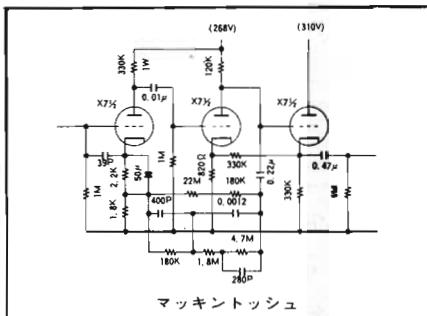 (268V)
(310V)
330K
1W
120K
0.01μ
X7½
X7½
X7½
39P
2.2K
50μ
1M
820Ω
330K
0.22μ
0.47μ
22M
180K
330K
1M
1.8K
400P
0.0012
4.7M
180K
1.8M
280P
マッキントッシュ